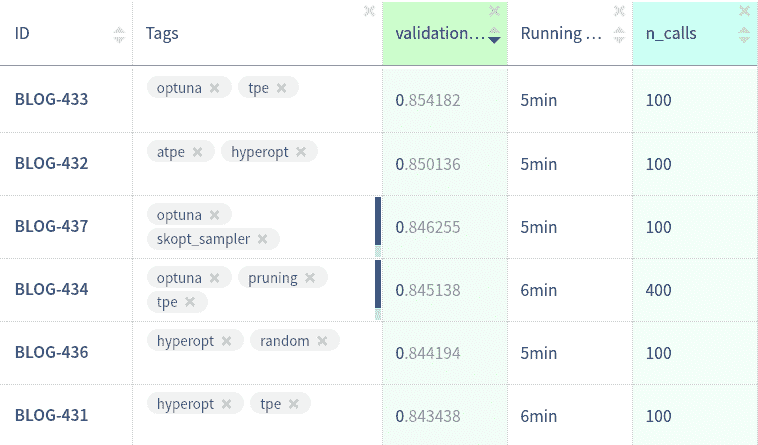 ID Tags validation... Running ... n_calls
BLOG-433 optuna tpe 0.854182 5min 100
BLOG-432 atpe hyperopt 0.850136 5min 100
BLOG-437 optuna 0.846255 5min 100
skopt_sampler
BLOG-434 optuna pruning 0.845138 6min 400
tpe
BLOG-436 hyperopt random 0.844194 5min 100
BLOG-431 hyperopt tpe 0.843438 6min 100